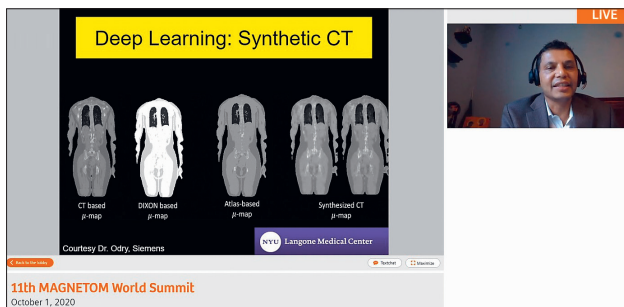 LIVE
Deep Learning: Synthetic CT
CT based
μ-map
DIXON based
μ-map
Atlas-based
μ-map
Synthesized CT
μ-map
Courtesy Dr. Odry, Siemens
NYU Langone Medical Center
Back to the lobby
Textchat
Maximize
11th MAGNETOM World Summit
October 1, 2020